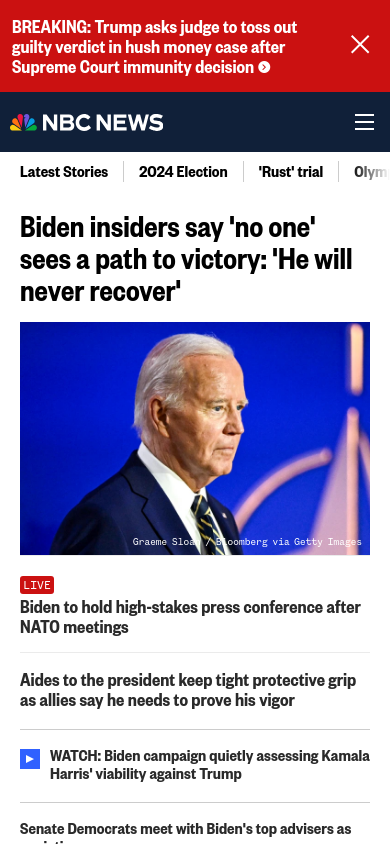 BREAKING: Trump asks judge to toss out
guilty verdict in hush money case after
Supreme Court immunity decision
NBC NEWS
Latest Stories
2024 Election
'Rust' trial
Biden insiders say 'no one'
sees a path to victory: 'He will
never recover'
Graeme Sloan / Bloomberg via Getty Images
LIVE
Biden to hold high-stakes press conference after
NATO meetings
Aides to the president keep tight protective grip
as allies say he needs to prove his vigor
WATCH: Biden campaign quietly assessing Kamala
Harris' viability against Trump
Senate Democrats meet with Biden's top advisers as